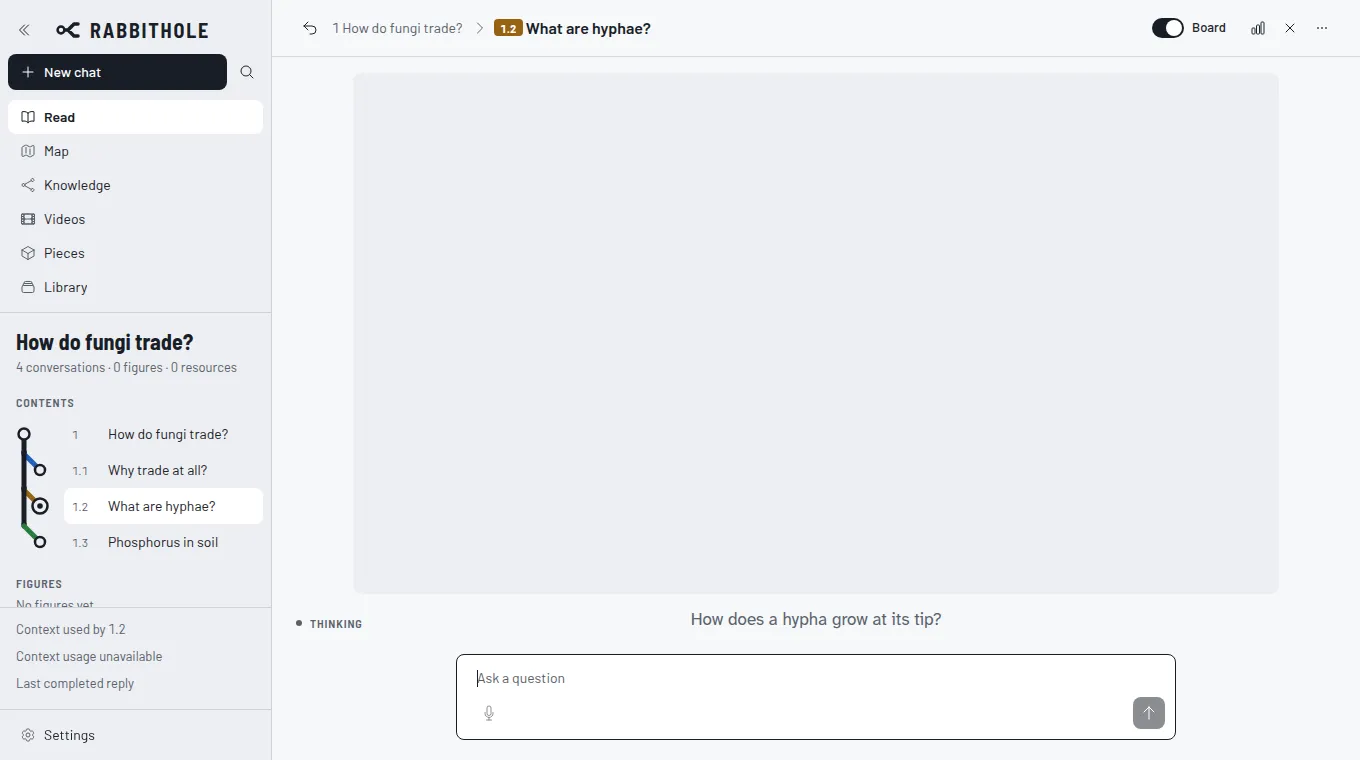 RABBITHOLE
New chat
Read
Map
Knowledge
Videos
Pieces
Library
How do fungi trade?
4 conversations · 0 figures · 0 resources
CONTENTS
1 How do fungi trade?
1.1 Why trade at all?
1.2 What are hyphae?
1.3 Phosphorus in soil
FIGURES
No figures yet
Context used by 1.2
Context usage unavailable
Last completed reply
Settings
1 How do fungi trade? 1.2 What are hyphae?
Board
THINKING
How does a hypha grow at its tip?
Ask a question